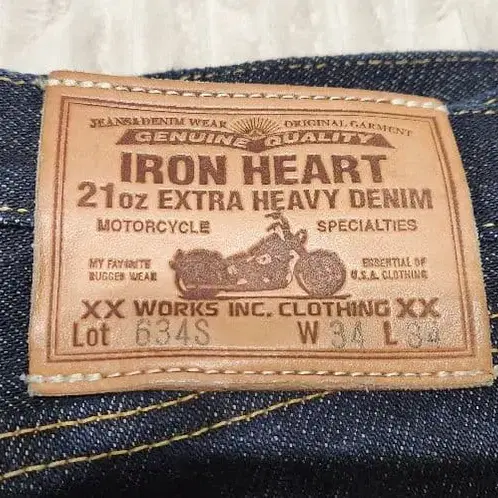 JEANS&DENIM WEAR ORIGINAL GARMENT
GENUINE QUALITY
IRON HEART
21oz EXTRA HEAVY DENIM
MOTORCYCLE SPECIALTIES
MY FAVORITE ESSENTIAL OF
RUGGED WEAR U.S.A. CLOTHING
XX WORKS INC. CLOTHING XX
Lot 634S W 34 L 34